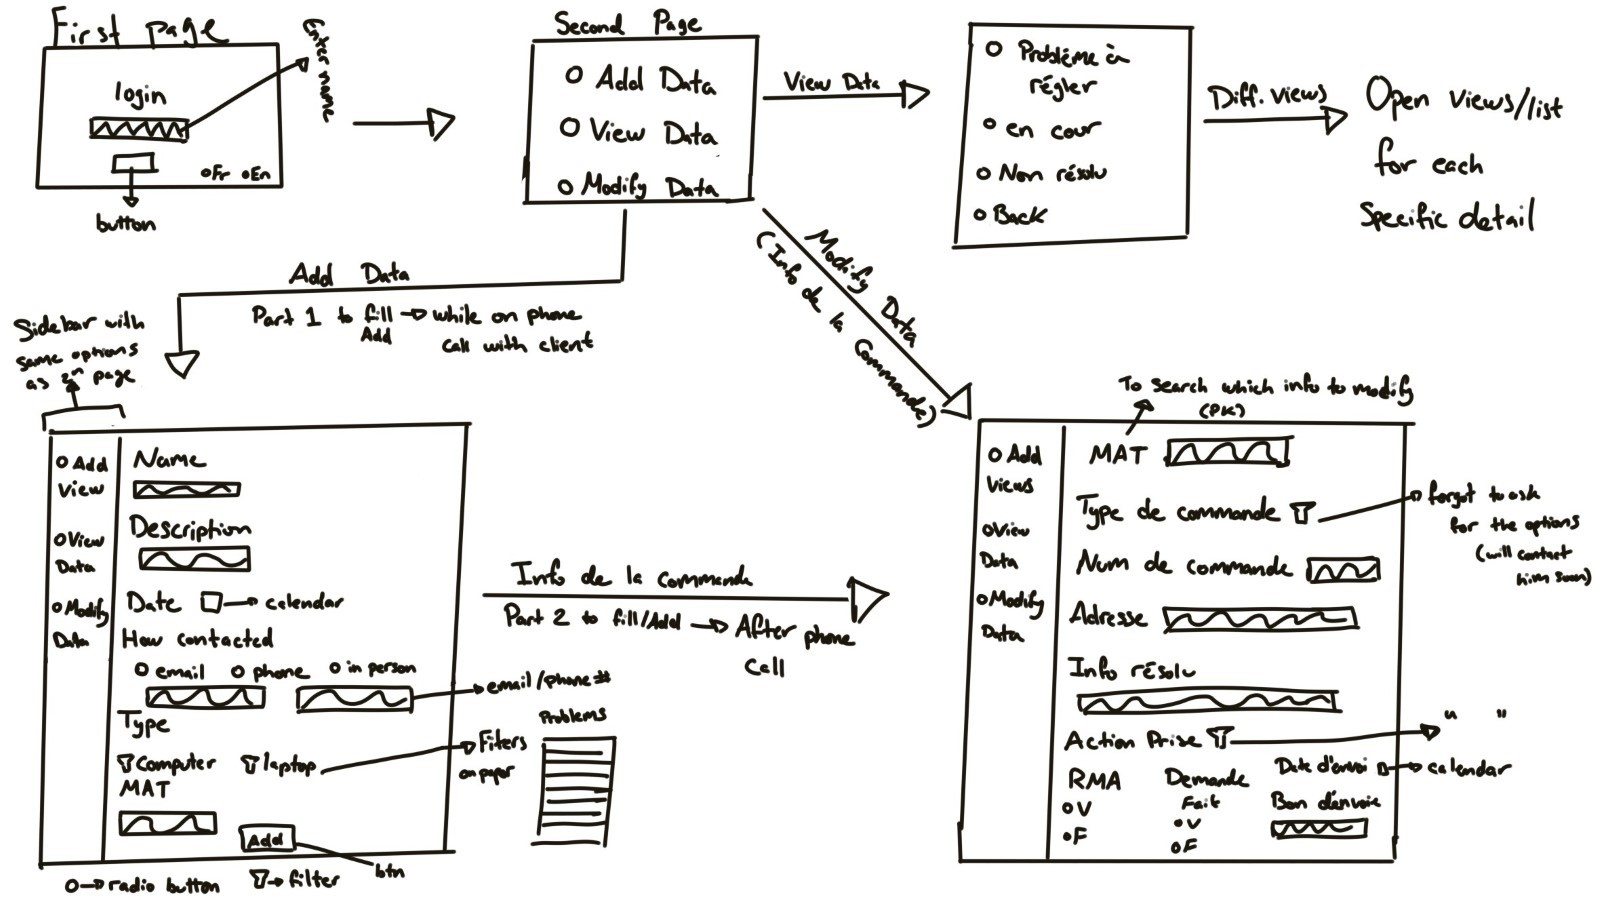 First page
login
Enter name
Fr
En
button
Second Page
Add Data
View Data
Modify Data
View Data
Problème à
régler
en cour
Non résolu
Back
Diff. views
Open views/list
for each
Specific detail
Add Data
Part 1 to fill → while on phone
Add
call with client
Modify Data
(Info de la Commande)
Sidebar with
same options
as 2nd page
Add
View
View
Data
Modify
Data
Name
Description
Date
calendar
How contacted
email
phone
in person
email/phone #
Type
Computer
laptop
Filters
on paper
Problems
MAT
Add
btn
radio button
filter
Info de la commande
Part 2 to fill/Add → After phone
call
To search which info to modify
(PK)
Add
Views
View
Data
Modify
Data
MAT
Type de commande
forgot to ask
for the options
(will contact
him soon)
Num de commande
Adresse
Info résolu
Action Prise
" "
RMA
V
F
Demande
Fait
V
F
Date d'envoi
calendar
Bon d'envoie